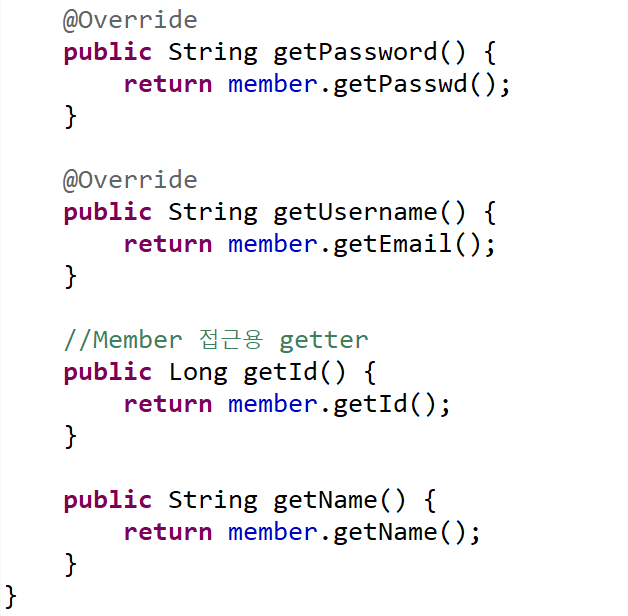 @Override
public String getPassword() {
return member.getPasswd();
}
@Override
public String getUsername() {
return member.getEmail();
}
//Member 접근용 getter
public Long getId() {
return member.getId();
}
public String getName() {
return member.getName();
}
}